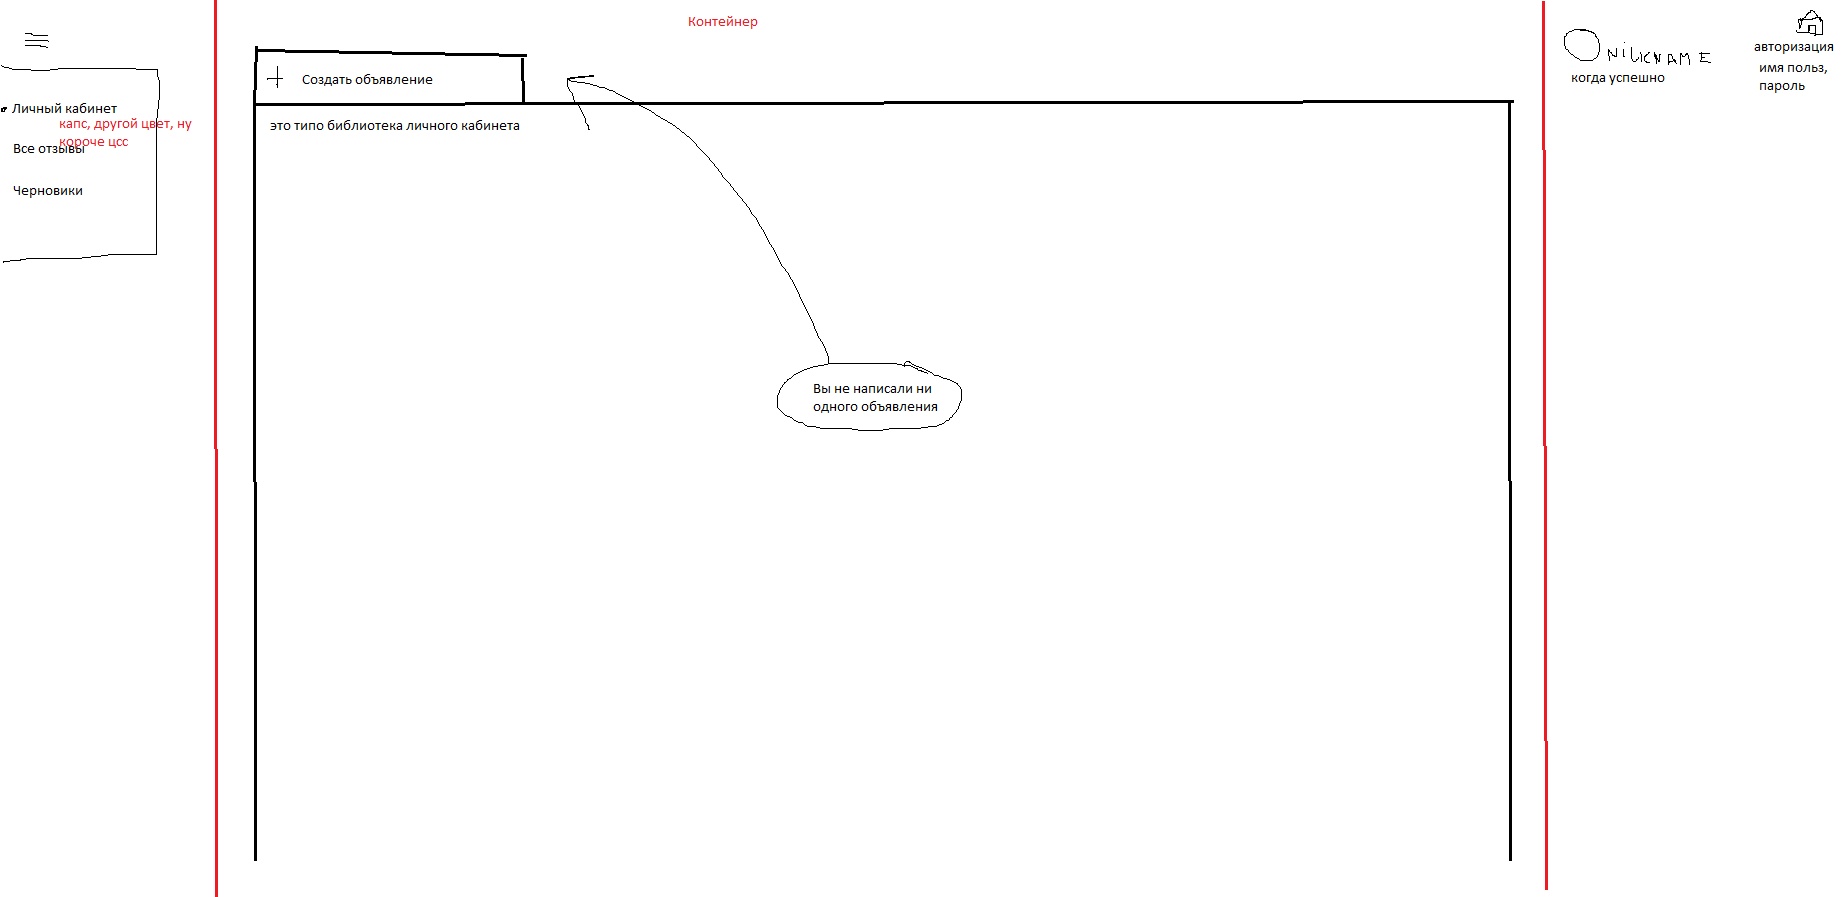 Контейнер
Создать объявление
это типо библиотека личного кабинета
Личный кабинет
капс, другой цвет, ну
короче цсс
Все отзывы
Черновики
Вы не написали ни
одного объявления
NICKNAME
когда успешно
авторизация
имя польз,
пароль